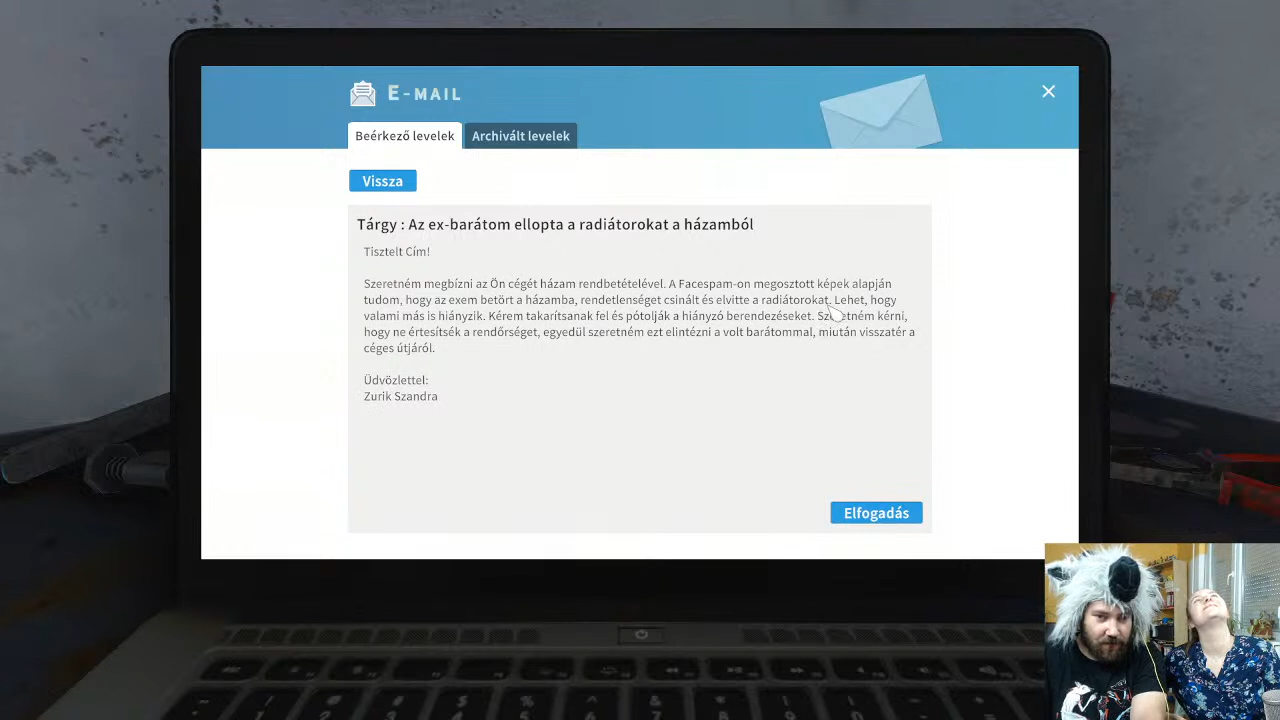 E-MAIL
Beérkező levelek
Archivált levelek
Vissza
Tárgy : Az ex-barátom ellopta a radiátorokat a házamból
Tisztelt Cím!
Szeretném megbízni az Ön cégét házam rendbetételével. A Facespam-on megosztott képek alapján
tudom, hogy az exem betört a házamba, rendetlenséget csinált és elvitte a radiátorokat. Lehet, hogy
valami más is hiányzik. Kérem takarítsanak fel és pótolják a hiányzó berendezéseket. Szeretném kérni,
hogy ne értesítsék a rendőrséget, egyedül szeretném ezt elintézni a volt barátommal, miután visszatér a
céges útjáról.
Üdvözlettel:
Zurik Szandra
Elfogadás